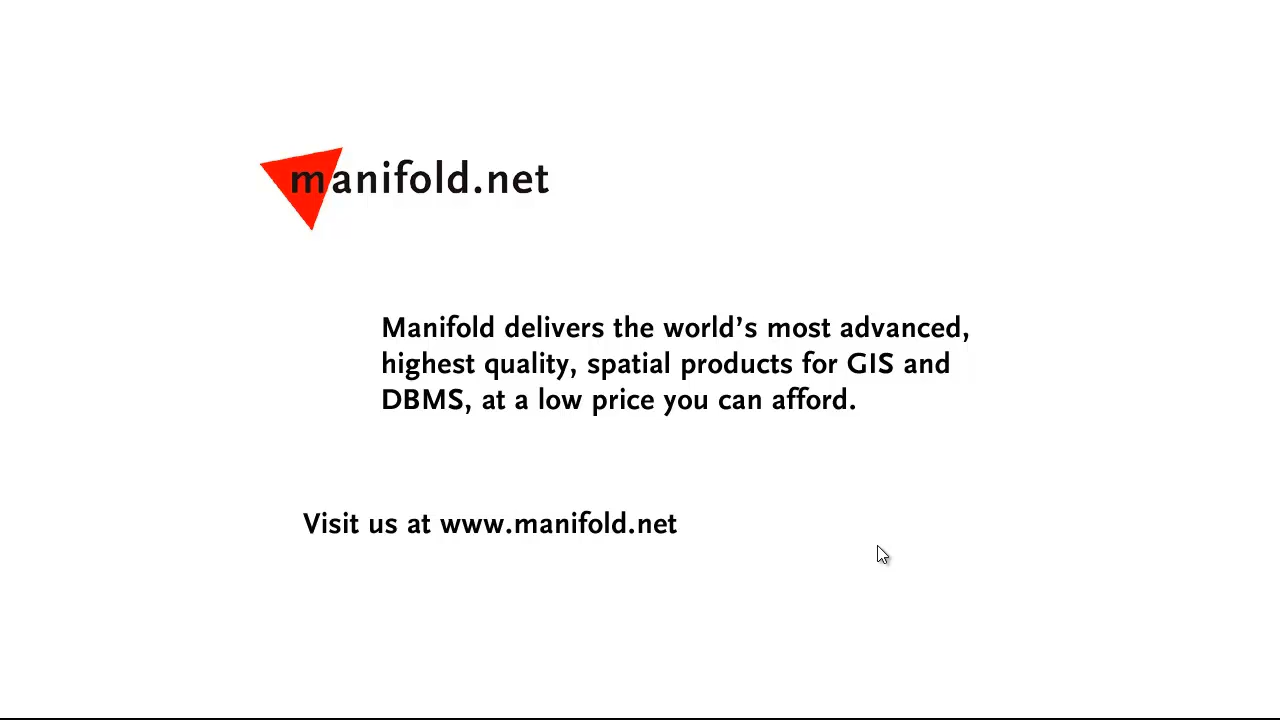 manifold.net
Manifold delivers the world’s most advanced,
highest quality, spatial products for GIS and
DBMS, at a low price you can afford.
Visit us at www.manifold.net